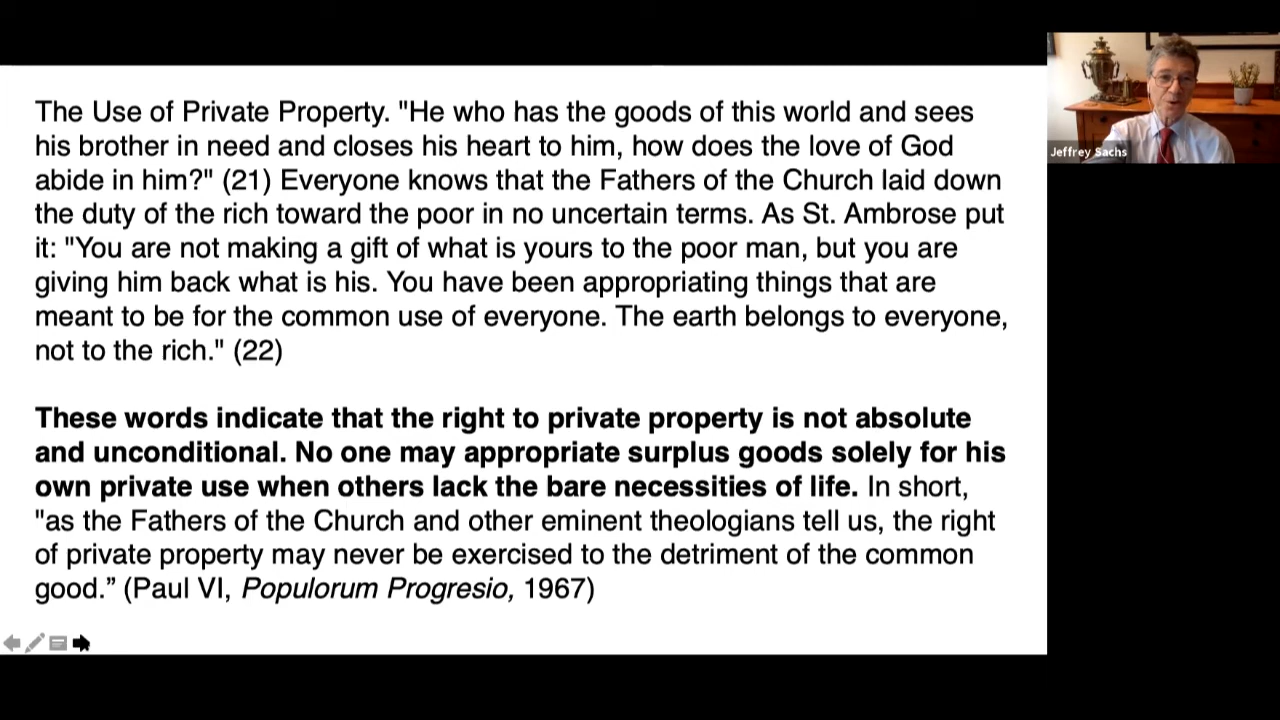 The Use of Private Property. "He who has the goods of this world and sees
his brother in need and closes his heart to him, how does the love of God
abide in him?" (21) Everyone knows that the Fathers of the Church laid down
the duty of the rich toward the poor in no uncertain terms. As St. Ambrose put
it: "You are not making a gift of what is yours to the poor man, but you are
giving him back what is his. You have been appropriating things that are
meant to be for the common use of everyone. The earth belongs to everyone,
not to the rich." (22)
These words indicate that the right to private property is not absolute
and unconditional. No one may appropriate surplus goods solely for his
own private use when others lack the bare necessities of life. In short,
"as the Fathers of the Church and other eminent theologians tell us, the right
of private property may never be exercised to the detriment of the common
good.” (Paul VI, Populorum Progresio, 1967)
Jeffrey Sachs